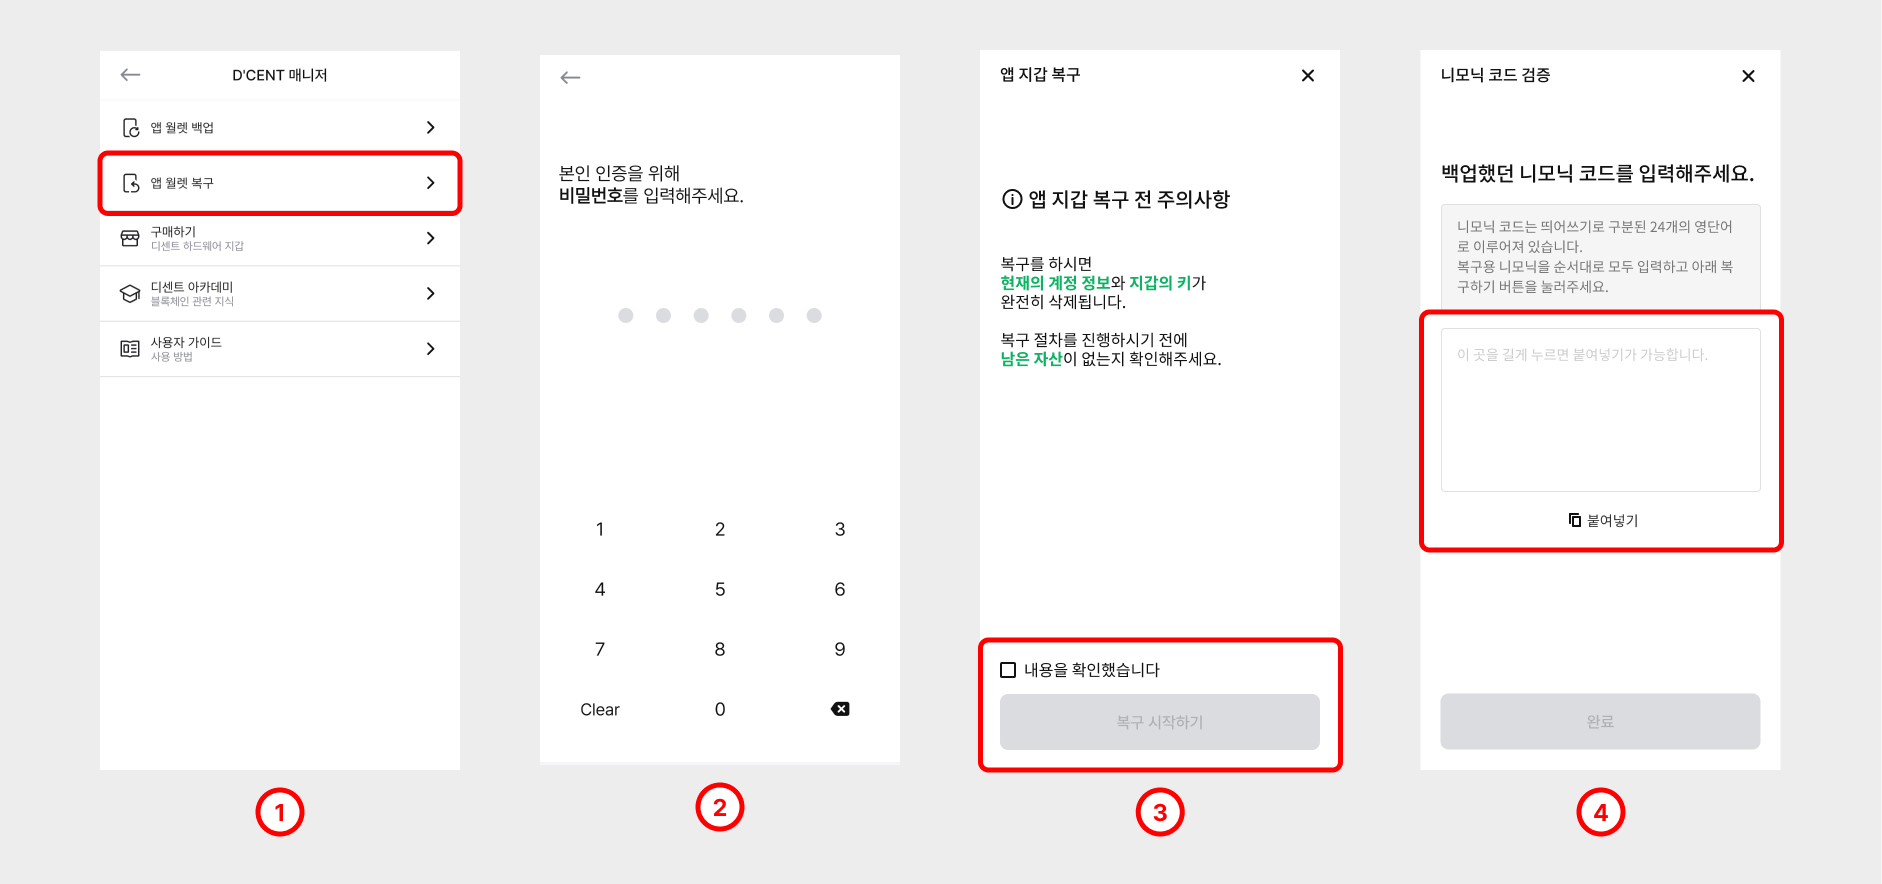 D'CENT 매니저
앱 월렛 백업
앱 월렛 복구
구매하기
디센트 하드웨어 지갑
디센트 아카데미
블록체인 관련 지식
사용자 가이드
사용 방법
1
본인 인증을 위해
비밀번호를 입력해주세요.
1 2 3
4 5 6
7 8 9
Clear 0
2
앱 지갑 복구
앱 지갑 복구 전 주의사항
복구를 하시면
현재의 계정 정보와 지갑의 키가
완전히 삭제됩니다.
복구 절차를 진행하시기 전에
남은 자산이 없는지 확인해주세요.
내용을 확인했습니다
복구 시작하기
3
니모닉 코드 검증
백업했던 니모닉 코드를 입력해주세요.
니모닉 코드는 띄어쓰기로 구분된 24개의 영단어
로 이루어져 있습니다.
복구용 니모닉을 순서대로 모두 입력하고 아래 복
구하기 버튼을 눌러주세요.
이 곳을 길게 누르면 붙여넣기가 가능합니다.
붙여넣기
완료
4